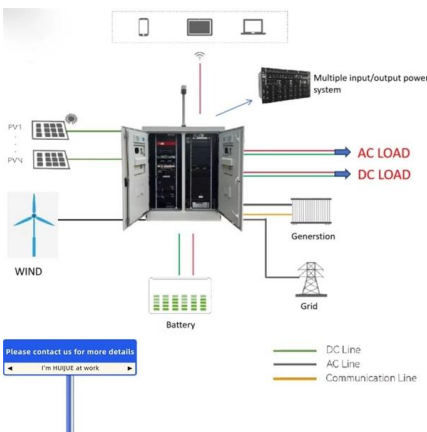 Multiple input/output power
system
PV1
PVN
AC LOAD
DC LOAD
WIND
Generstion
Grid
Battery
Please contact us for more details
I'm HUIJUE at work
DC Line
AC Line
Communication Line